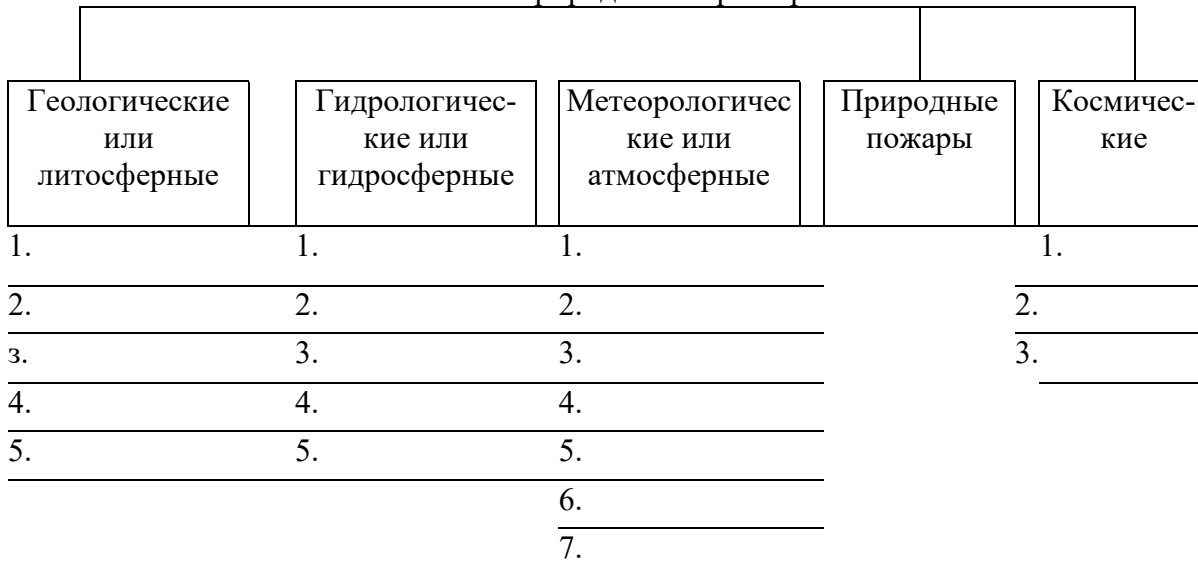 Геологические
или
литосферные
Гидрологичес-
кие или
гидросферные
Метеорологичес
кие или
атмосферные
Природные
пожары
Космичес-
кие
1. 1. 1. 1.
2. 2. 2. 2.
з. 3. 3. 3.
4. 4. 4.
5. 5. 5.
6.
7.